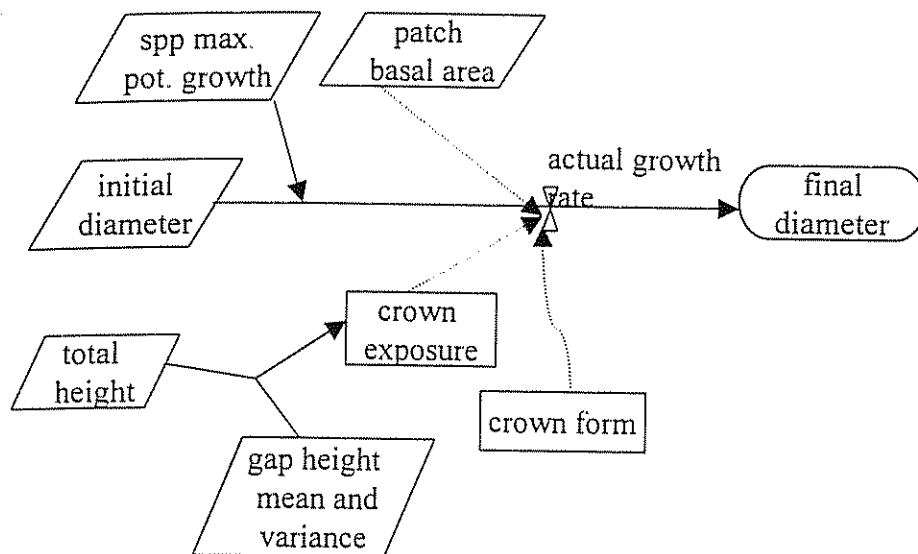 spp max.
pot. growth
patch
basal area
actual growth
rate
initial
diameter
final
diameter
crown
exposure
total
height
crown form
gap height
mean and
variance